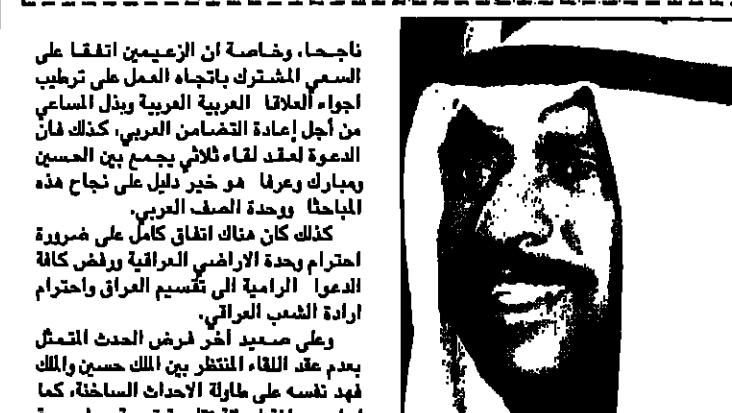 ناجحا، وخاصة ان الزعيمين اتفقا على
السعي المشترك باتجاه العمل على ترطيب
اجواء العلاقا العربية العربية وبذل المساعي
من أجل إعادة التضامن العربي، كذلك فان
الدعوة لعقد لقاء ثلاثي يجمع بين الحسين
ومبارك وعرفا هو خير دليل على نجاح هذه
المباحثا ووحدة الصف العربي.
كذلك كان هناك اتفاق كامل على ضرورة
احترام وحدة الاراضي العراقية ورفض كافة
الدعوا الرامية الى تقسيم العراق واحترام
ارادة الشعب العراقي.
وعلى صعيد آخر فرض الحدث المتمثل
بعدم عقد اللقاء المنتظر بين الملك حسين والملك
فهد نفسه على طاولة الاحداث الساخنة، كما